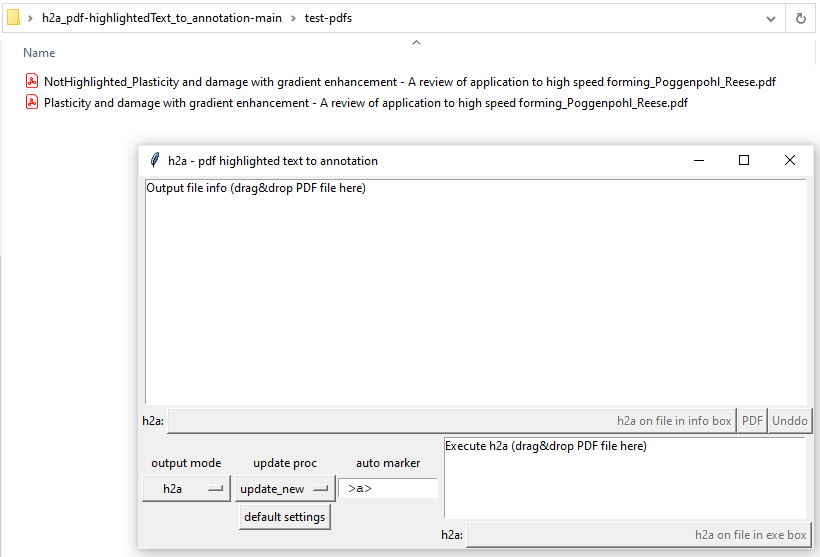 h2a_pdf-highlightedText_to_annotation-main > test-pdfs
Name
NotHighlighted_Plasticity and damage with gradient enhancement - A review of application to high speed forming_Poggenpohl_Reese.pdf
Plasticity and damage with gradient enhancement - A review of application to high speed forming_Poggenpohl_Reese.pdf
h2a - pdf highlighted text to annotation
Output file info (drag&drop PDF file here)
h2a: h2a on file in info box PDF Unddo
Execute h2a (drag&drop PDF file here)
output mode update proc auto marker
h2a update_new >a>
default settings
h2a: h2a on file in exe box